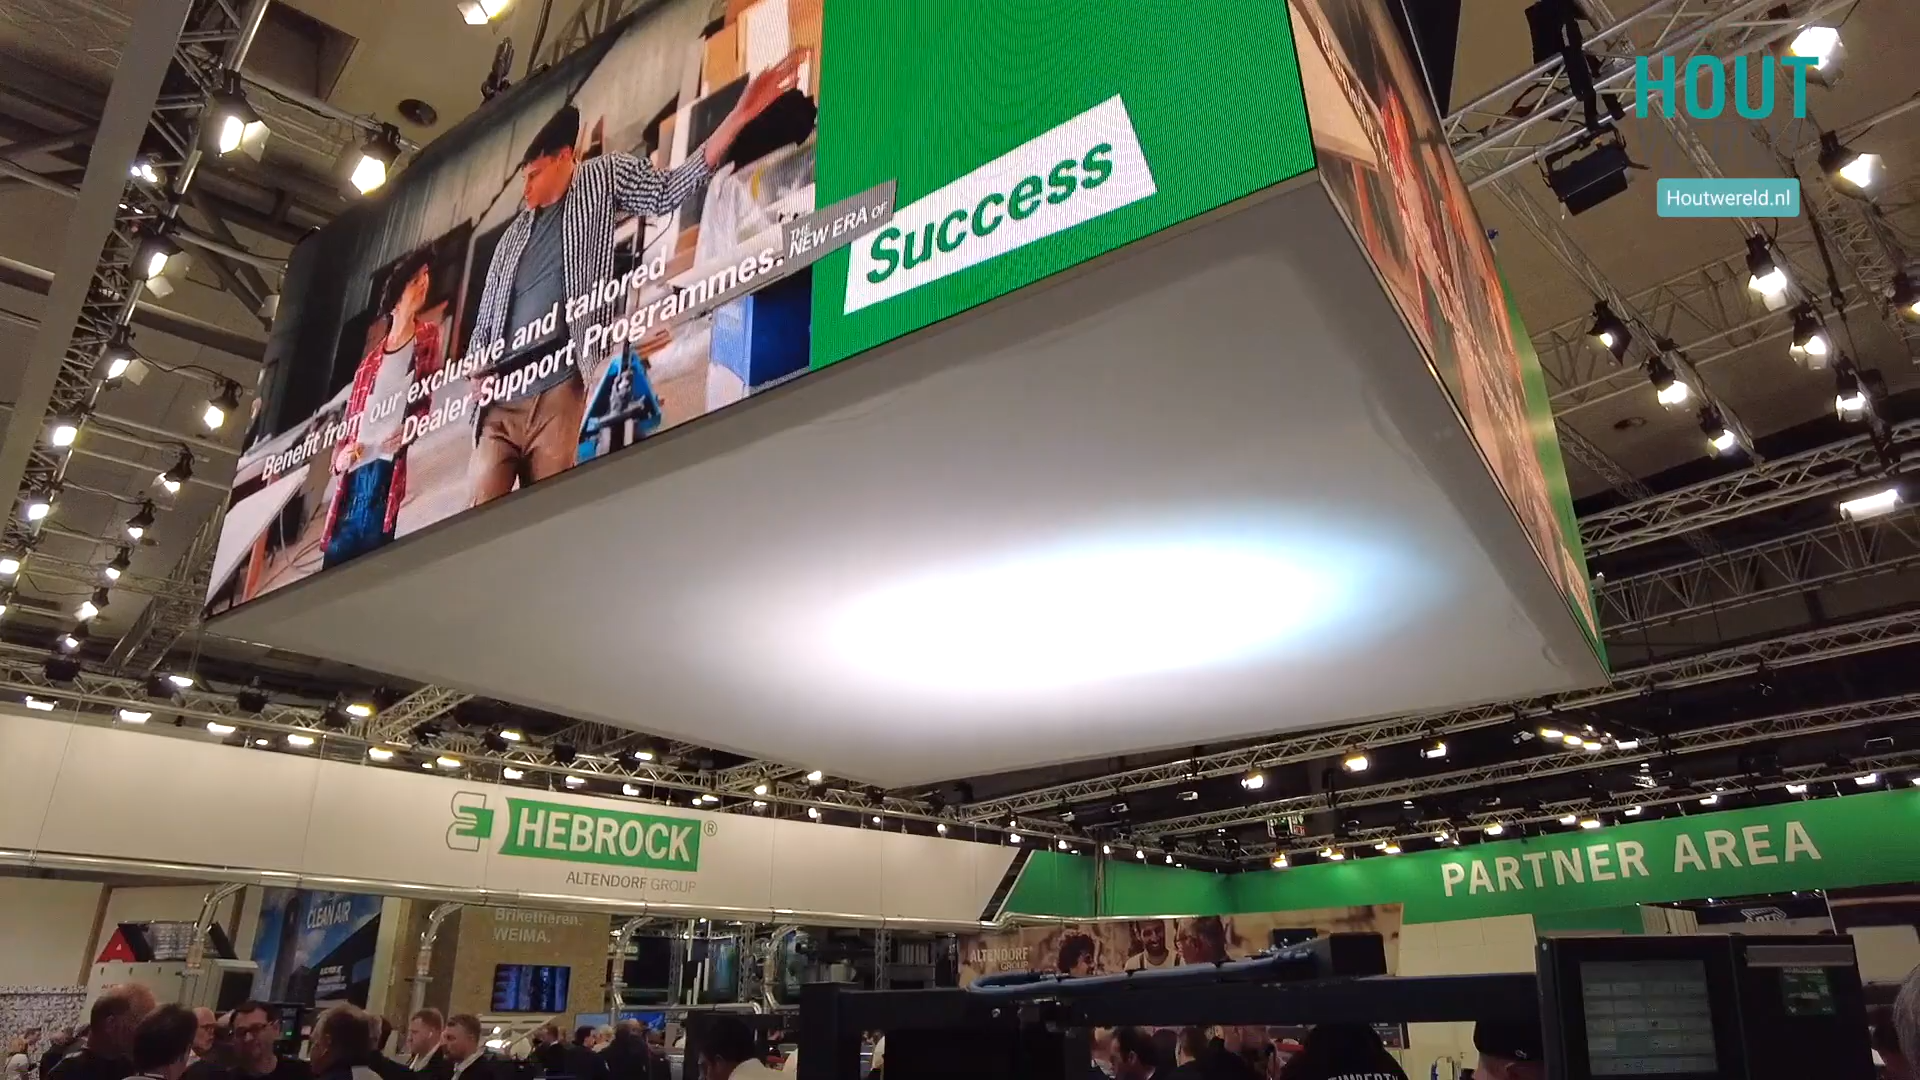 HOUT
Houtwereld.nl
THE
NEW ERA OF
Success
Benefit from our exclusive and tailored
Dealer Support Programmes.
HEBROCK®
ALTENDORF GROUP
PARTNER AREA
CLEAN AIR
Brikettieren.
WEIMA.
ALTENDORF
GROUP